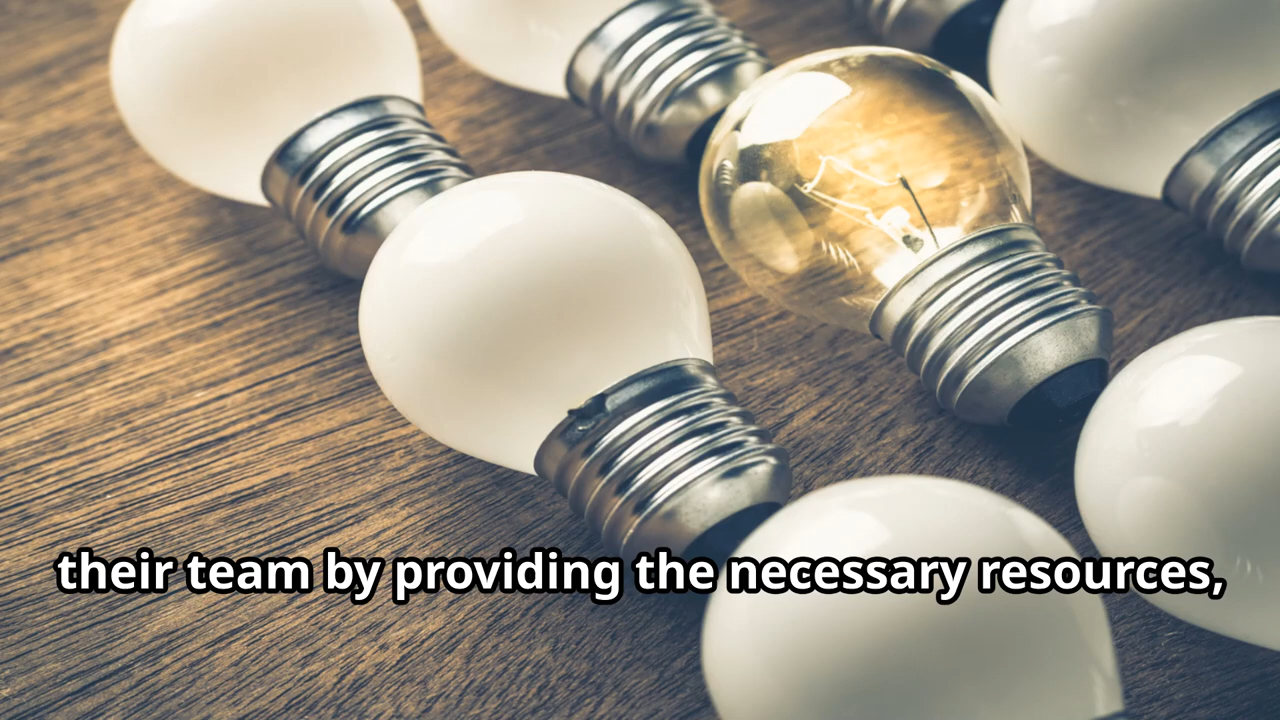 their team by providing the necessary resources,